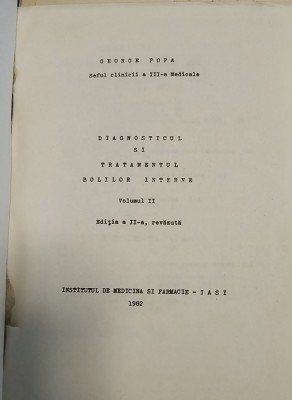 GEORGE POPA
Seful clinicii a III-a Medicale
DIAGNOSTICUL
SI
TRATAMENTUL
BOLILOR INTERNE
Volumul II
Ediţie a II-a, revăzută
INSTITUTUL DE MEDICINA SI FARMACIE - IASI
1982